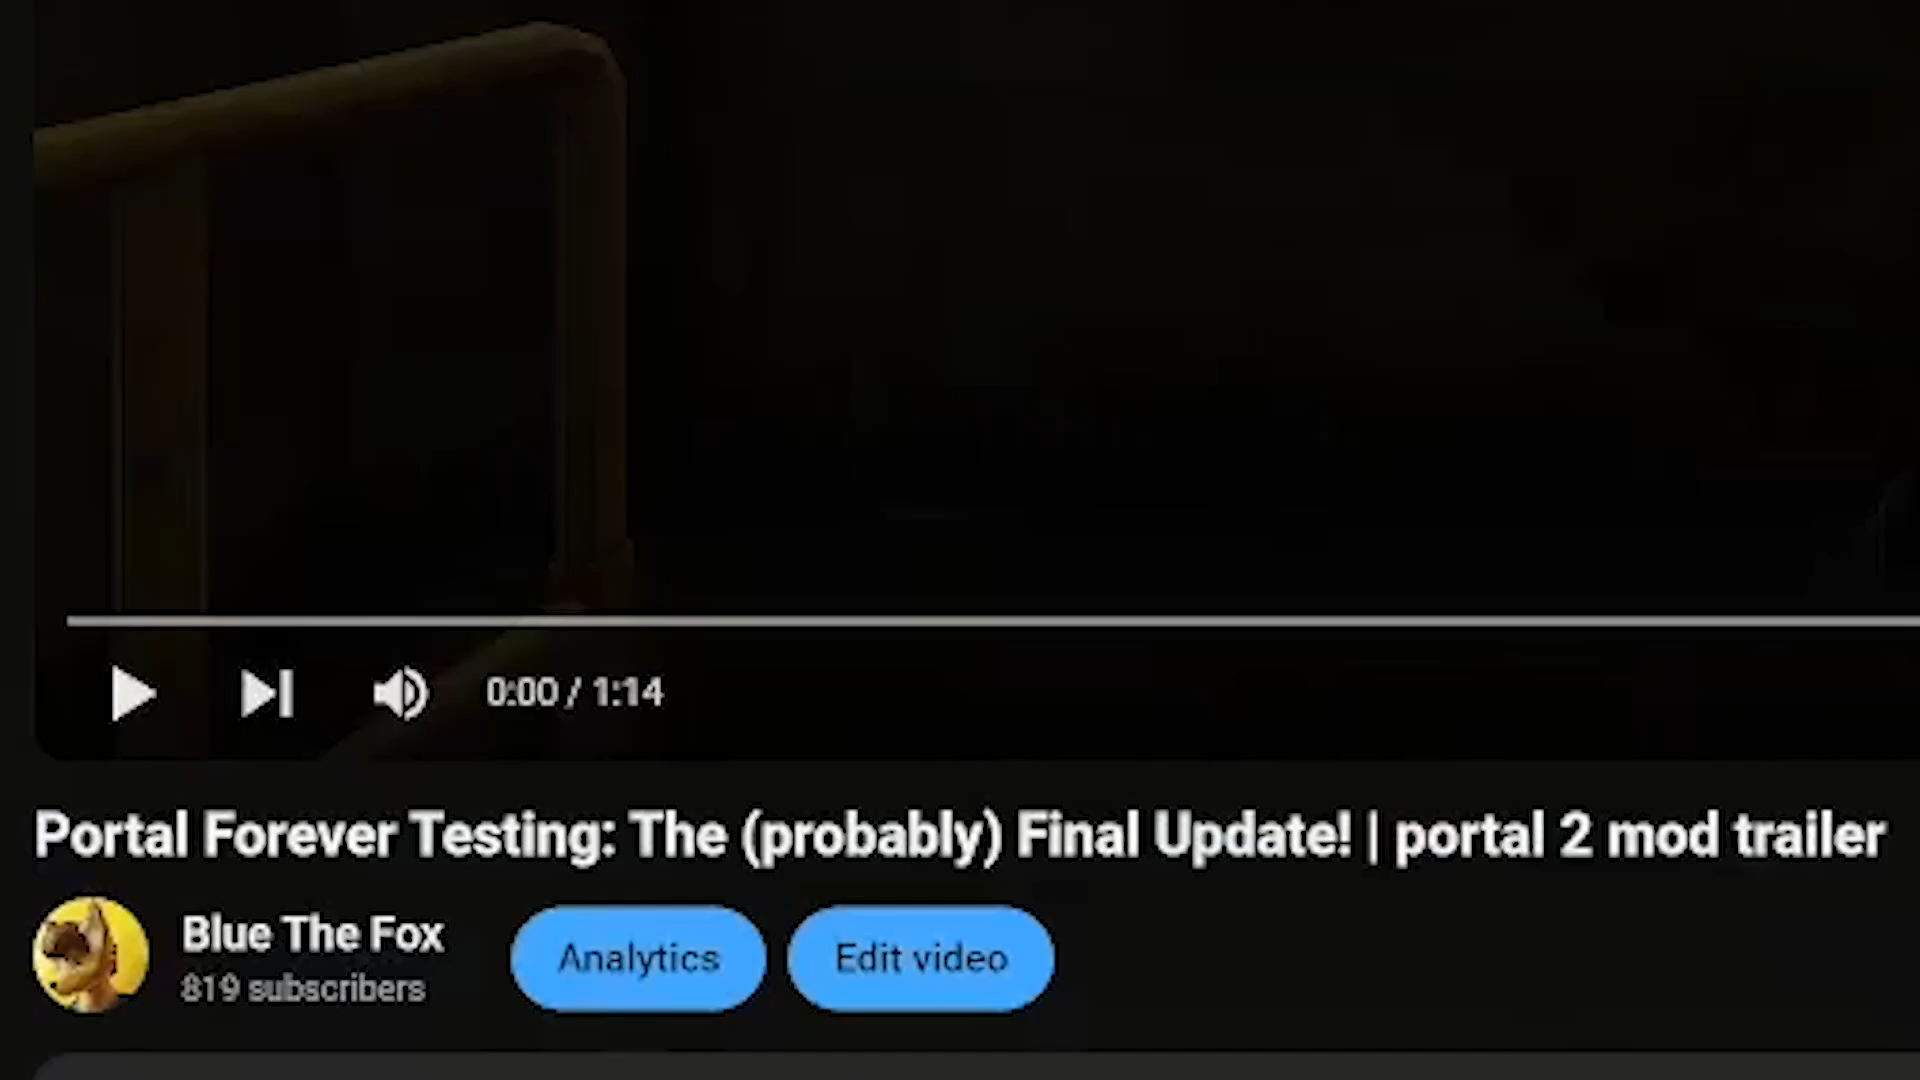 0:00 / 1:14
Portal Forever Testing: The (probably) Final Update! | portal 2 mod trailer
Blue The Fox
819 subscribers
Analytics
Edit video